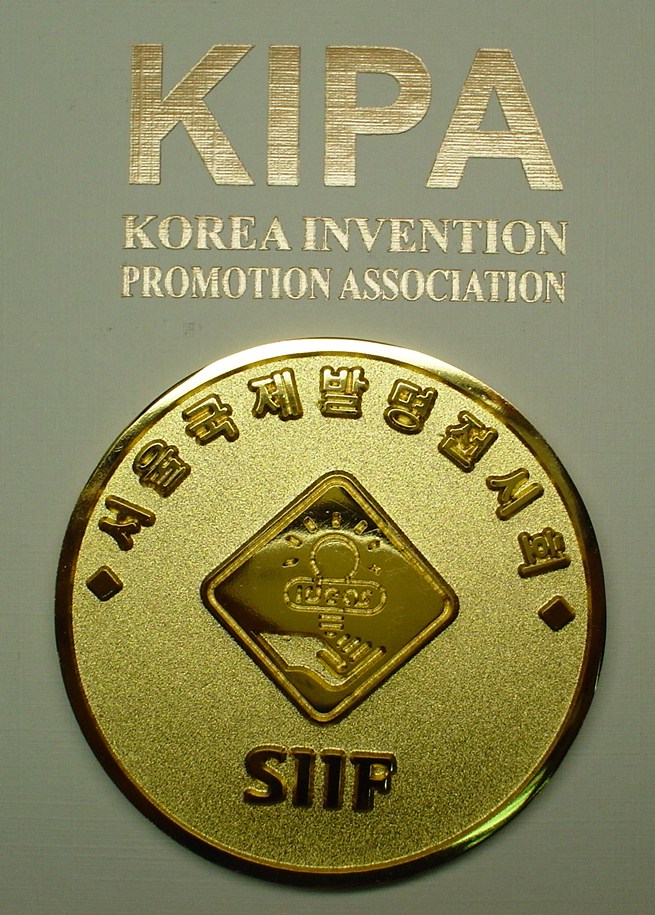 KIPA
KOREA INVENTION
PROMOTION ASSOCIATION
서울국제발명전시회
SIIF